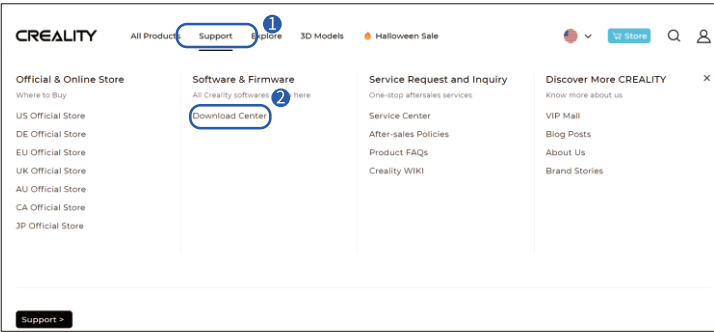 CREALITY
All Products Support Explore 3D Models Halloween Sale Store
1
Official & Online Store
Where to Buy
US Official Store
DE Official Store
EU Official Store
UK Official Store
AU Official Store
CA Official Store
JP Official Store
Software & Firmware
All Creality softwares here
2
Download Center
Service Request and Inquiry
One-stop aftersales services
Service Center
After-sales Policies
Product FAQs
Creality WIKI
Discover More CREALITY ×
Know more about us
VIP Mall
Blog Posts
About Us
Brand Stories
Support >